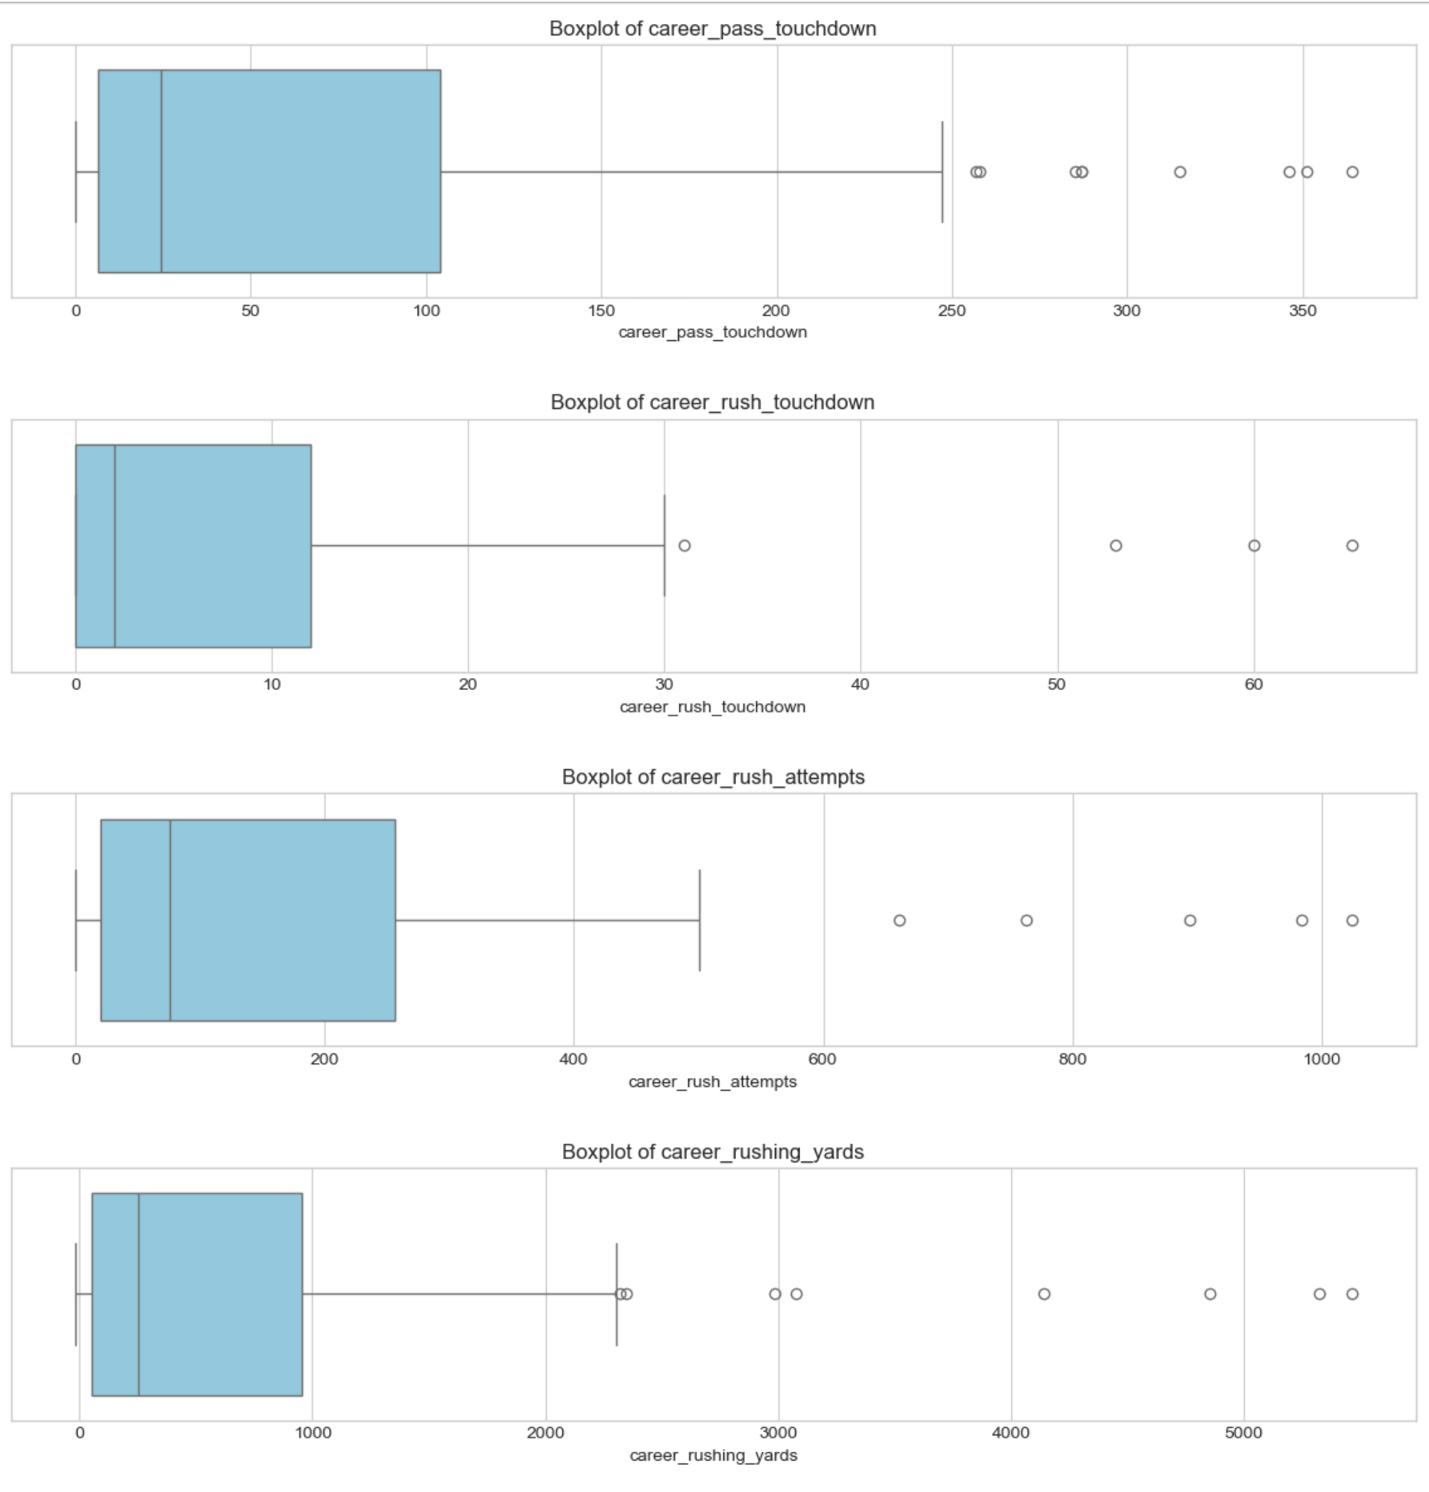 Boxplot of career_pass_touchdown
0 50 100 150 200 250 300 350
career_pass_touchdown
Boxplot of career_rush_touchdown
0 10 20 30 40 50 60
career_rush_touchdown
Boxplot of career_rush_attempts
0 200 400 600 800 1000
career_rush_attempts
Boxplot of career_rushing_yards
0 1000 2000 3000 4000 5000
career_rushing_yards